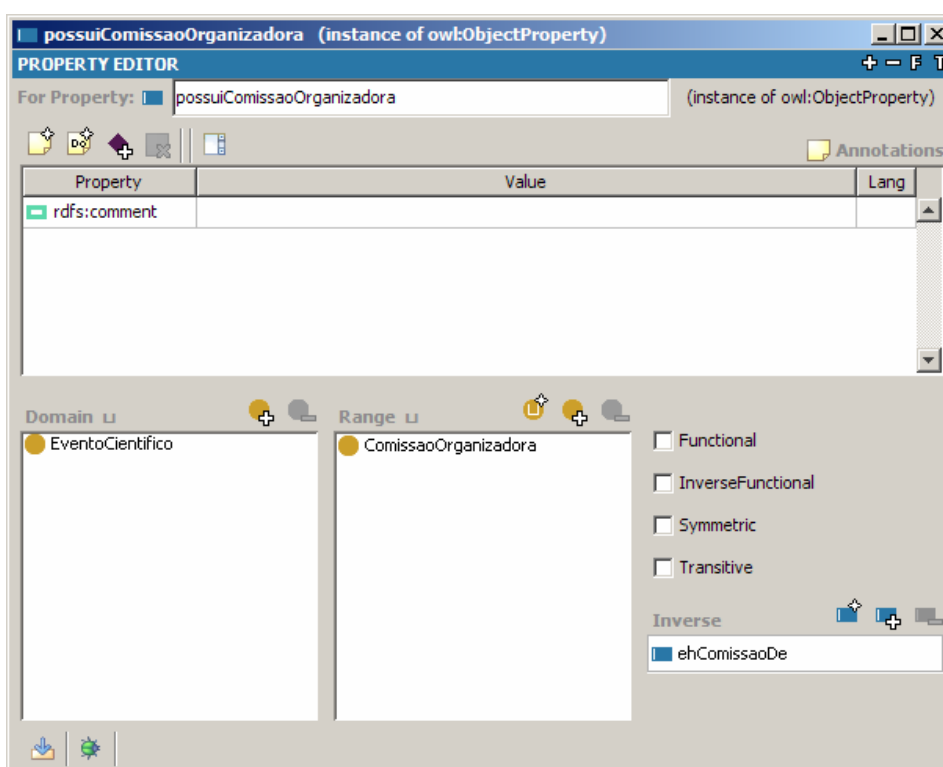 possuiComissaoOrganizadora (instance of owl:ObjectProperty)
PROPERTY EDITOR
F T
For Property: possuiComissaoOrganizadora (instance of owl:ObjectProperty)
Annotations
Property Value Lang
rdfs:comment
Domain ⊔ Range ⊔
EventoCientifico ComissaoOrganizadora
Functional
InverseFunctional
Symmetric
Transitive
Inverse
ehComissaoDe